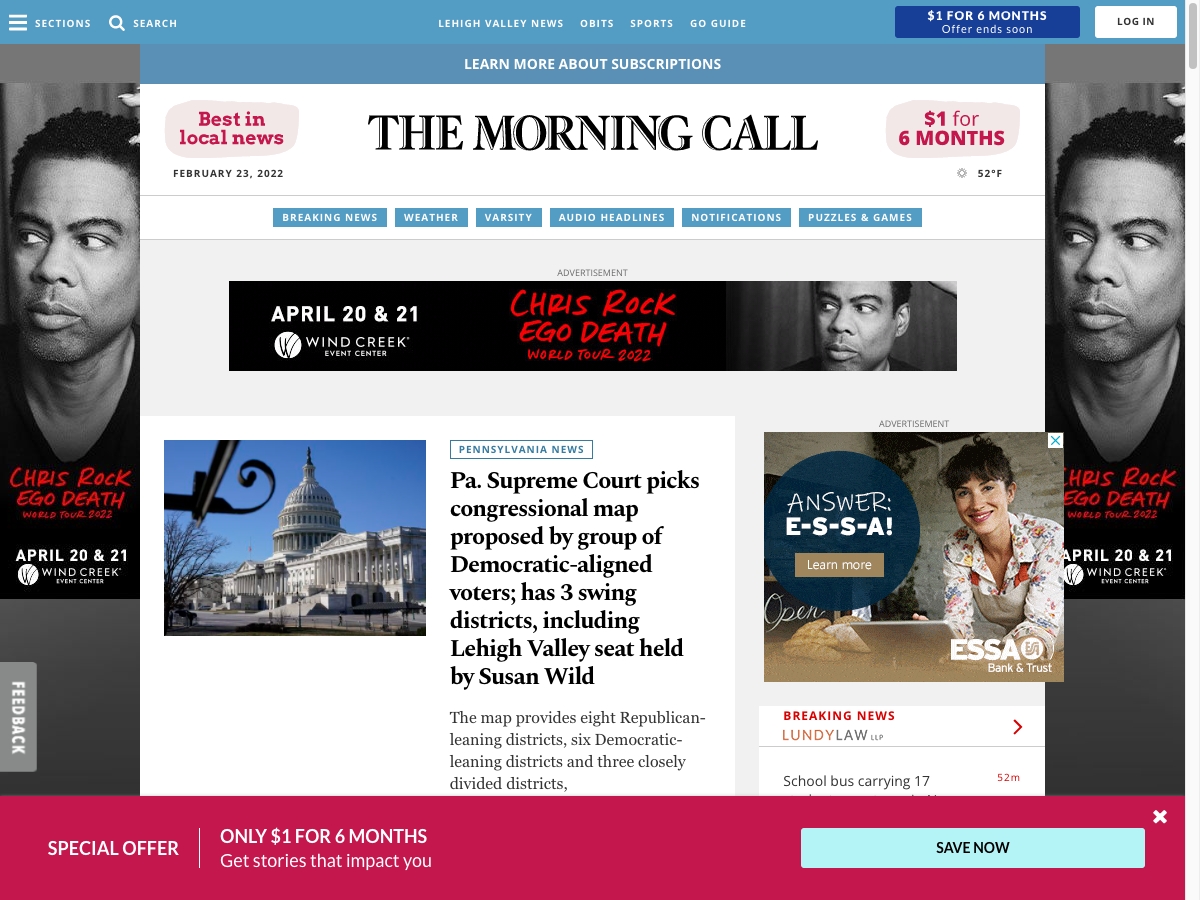 SECTIONS
SEARCH
LEHIGH VALLEY NEWS
OBITS
SPORTS
GO GUIDE
$1 FOR 6 MONTHS
Offer ends soon
LOG IN
LEARN MORE ABOUT SUBSCRIPTIONS
Best in
local news
THE MORNING CALL
$1 for
6 MONTHS
FEBRUARY 23, 2022
52°F
BREAKING NEWS
WEATHER
VARSITY
AUDIO HEADLINES
NOTIFICATIONS
PUZZLES & GAMES
ADVERTISEMENT
APRIL 20 & 21
WIND CREEK
EVENT CENTER
CHRIS ROCK
EGO DEATH
WORLD TOUR 2022
CHRIS ROCK
EGO DEATH
WORLD TOUR 2022
APRIL 20 & 21
WIND CREEK
EVENT CENTER
PENNSYLVANIA NEWS
Pa. Supreme Court picks
congressional map
proposed by group of
Democratic-aligned
voters; has 3 swing
districts, including
Lehigh Valley seat held
by Susan Wild
The map provides eight Republican-
leaning districts, six Democratic-
leaning districts and three closely
divided districts,
ADVERTISEMENT
ANSWER:
E-S-S-A!
Learn more
Open
ESSA
Bank & Trust
CHRIS ROCK
EGO DEATH
WORLD TOUR 2022
APRIL 20 & 21
WIND CREEK
EVENT CENTER
BREAKING NEWS
LUNDYLAW LLP
School bus carrying 17
52m
FEEDBACK
SPECIAL OFFER
ONLY $1 FOR 6 MONTHS
Get stories that impact you
SAVE NOW